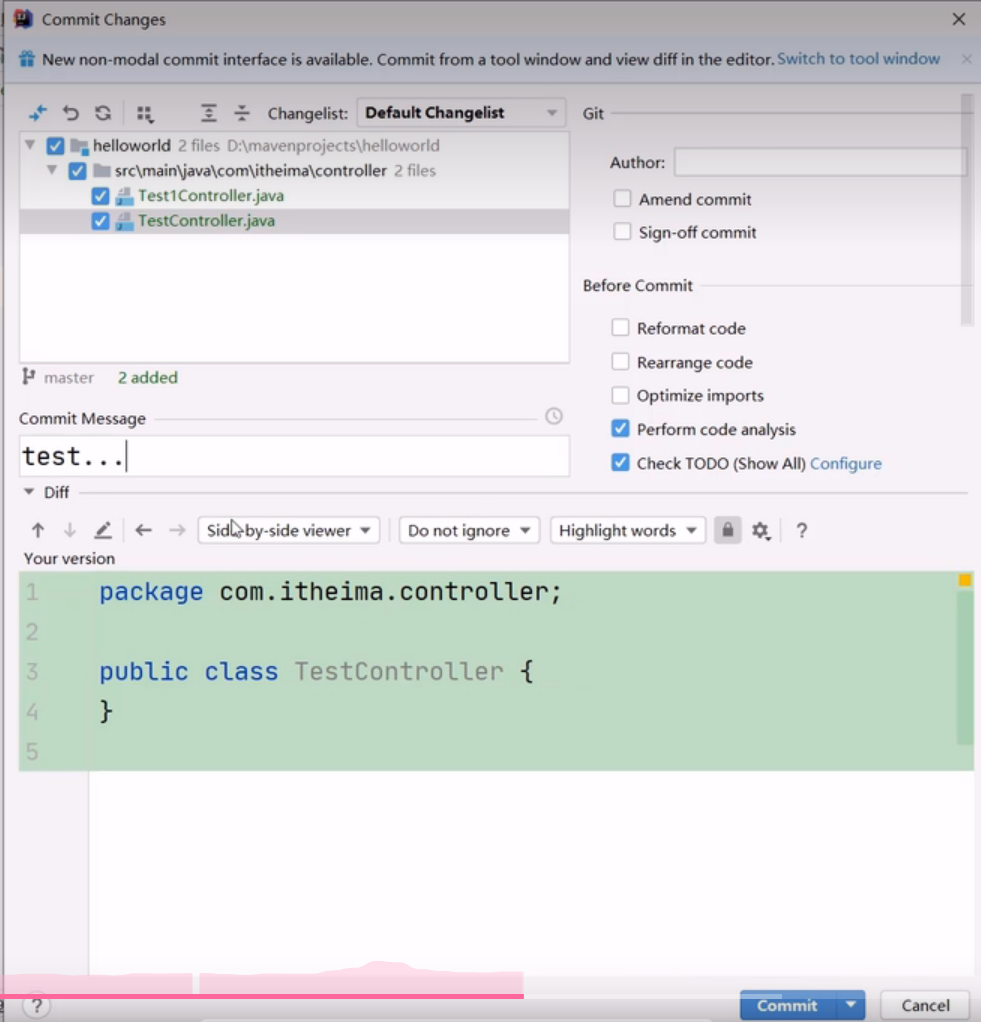 Commit Changes
New non-modal commit interface is available. Commit from a tool window and view diff in the editor. Switch to tool window
Changelist: Default Changelist
helloworld 2 files D:\mavenprojects\helloworld
src\main\java\com\itheima\controller 2 files
Test1Controller.java
TestController.java
master 2 added
Commit Message
test...
Git
Author:
Amend commit
Sign-off commit
Before Commit
Reformat code
Rearrange code
Optimize imports
Perform code analysis
Check TODO (Show All) Configure
Diff
Side-by-side viewer Do not ignore Highlight words ?
Your version
1 package com.itheima.controller;
2
3 public class TestController {
4 }
5
? Commit Cancel